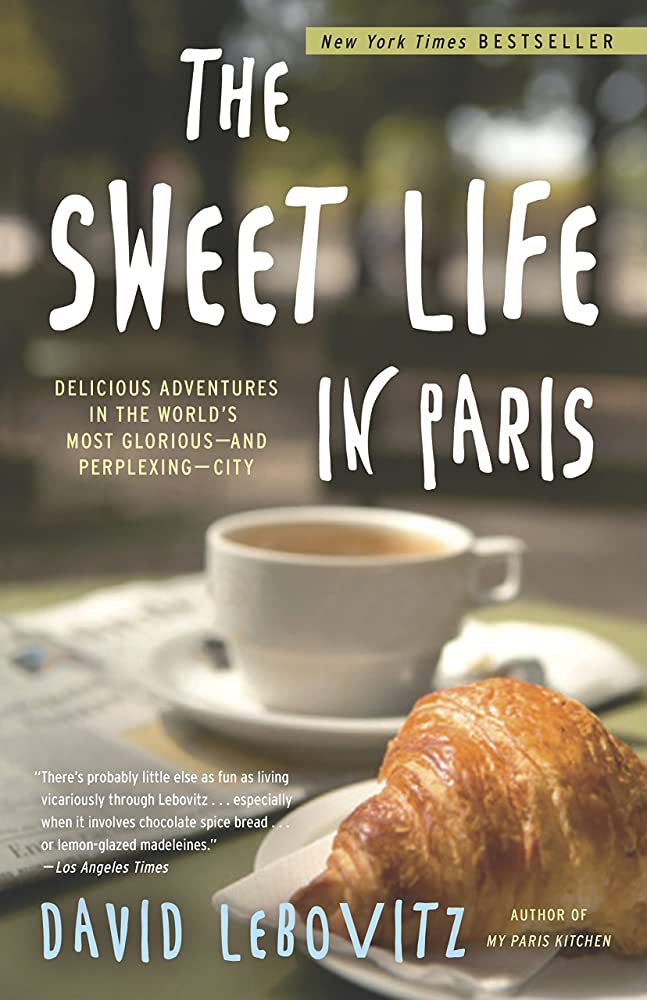 New York Times BESTSELLER
THE
SWEET LIFE
IN PARIS
DELICIOUS ADVENTURES
IN THE WORLD'S
MOST GLORIOUS—AND
PERPLEXING—CITY
"There's probably little else as fun as living
vicariously through Lebovitz . . . especially
when it involves chocolate spice bread . . .
or lemon-glazed madeleines."
—Los Angeles Times
DAVID LEBOVITZ
AUTHOR OF
MY PARIS KITCHEN